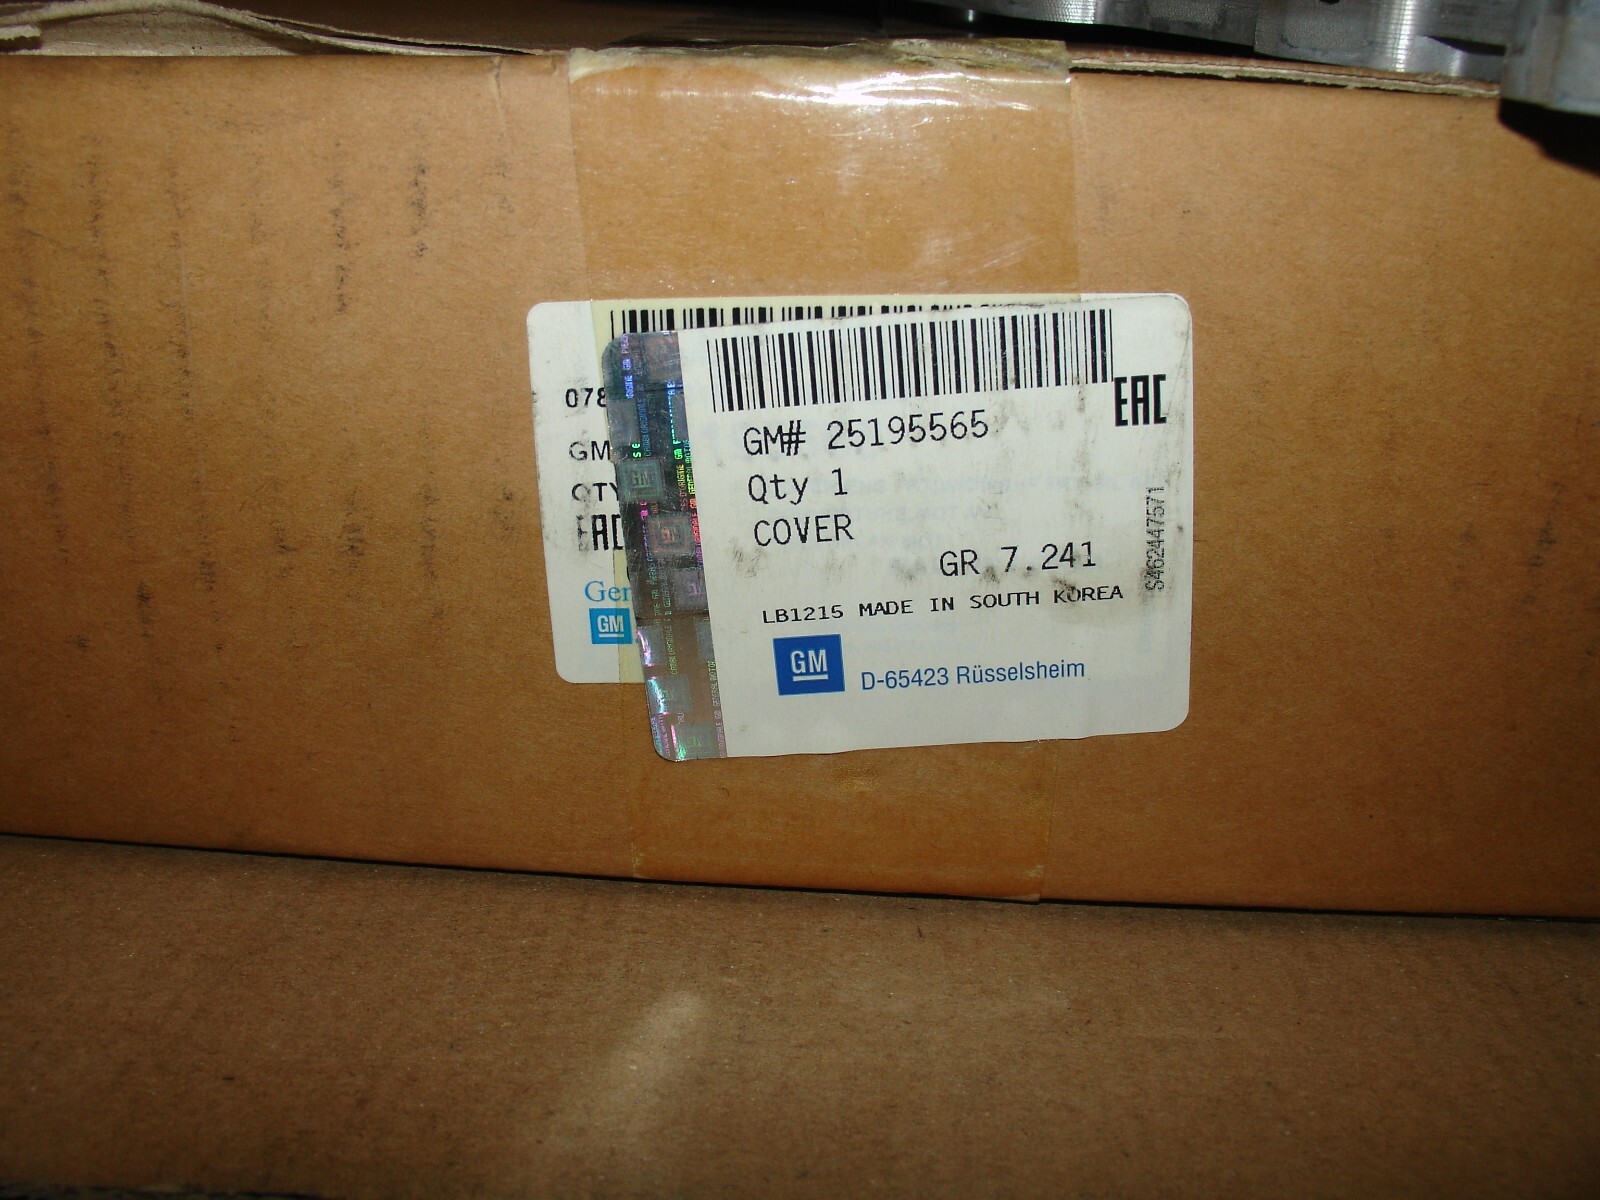 078
GM
QTY
EAC
Gen
GM
EAC
GM# 25195565
Qty 1
COVER
GR 7.241
S462447571
LB1215 MADE IN SOUTH KOREA
GM
D-65423 Rüsselsheim